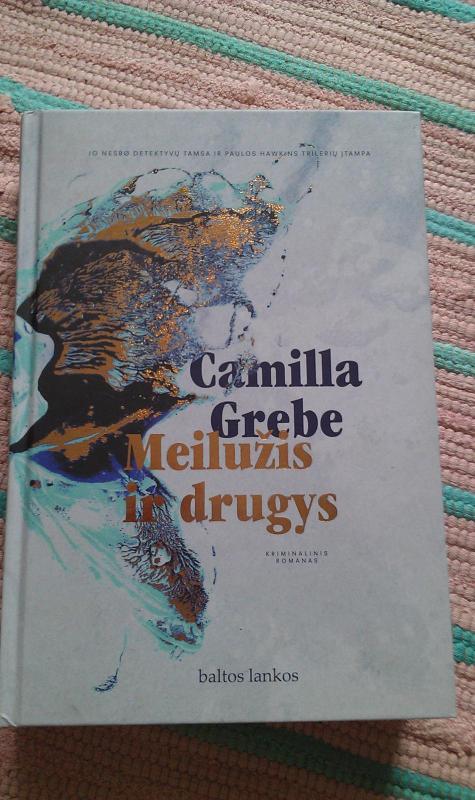 JO NESBØ DETEKTYVŲ TAMSA IR PAULOS HAWKINS TRILERIŲ ĮTAMPA
Camilla
Grebe
Meilužis
ir drugys
KRIMINALINIS
ROMANAS
baltos lankos